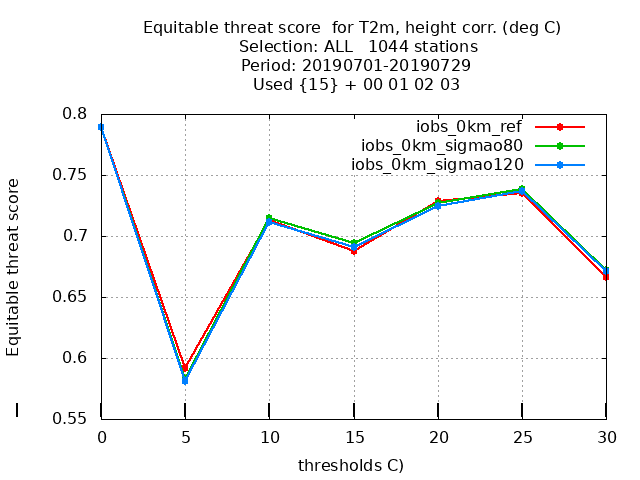 Equitable threat score  for T2m, height corr. (deg C)
Selection: ALL   1044 stations
Period: 20190701-20190729
Used {15} + 00 01 02 03
iobs_0km_ref
iobs_0km_sigmao80
iobs_0km_sigmao120
Equitable threat score
0.8
0.75
0.7
0.65
0.6
0.55
0 5 10 15 20 25 30
thresholds C)